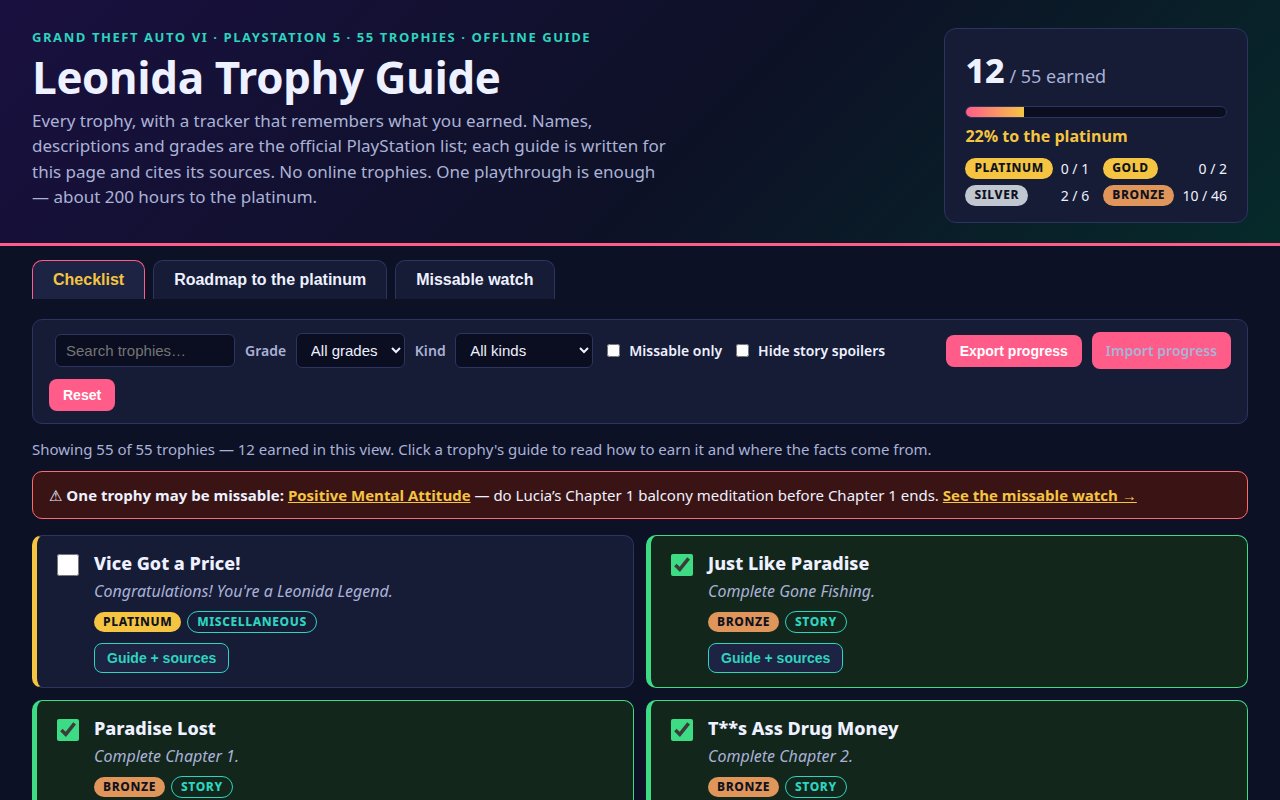 GRAND THEFT AUTO VI · PLAYSTATION 5 · 55 TROPHIES · OFFLINE GUIDE
Leonida Trophy Guide
Every trophy, with a tracker that remembers what you earned. Names,
descriptions and grades are the official PlayStation list; each guide is written for
this page and cites its sources. No online trophies. One playthrough is enough
— about 200 hours to the platinum.
12 / 55 earned
22% to the platinum
PLATINUM 0 / 1 GOLD 0 / 2
SILVER 2 / 6 BRONZE 10 / 46
Checklist Roadmap to the platinum Missable watch
Search trophies… Grade All grades Kind All kinds Missable only Hide story spoilers Export progress Import progress
Reset
Showing 55 of 55 trophies — 12 earned in this view. Click a trophy's guide to read how to earn it and where the facts come from.
⚠ One trophy may be missable: Positive Mental Attitude — do Lucia’s Chapter 1 balcony meditation before Chapter 1 ends. See the missable watch →
Vice Got a Price!
Congratulations! You're a Leonida Legend.
PLATINUM MISCELLANEOUS
Guide + sources
Just Like Paradise
Complete Gone Fishing.
BRONZE STORY
Guide + sources
Paradise Lost
Complete Chapter 1.
BRONZE STORY
T**s Ass Drug Money
Complete Chapter 2.
BRONZE STORY